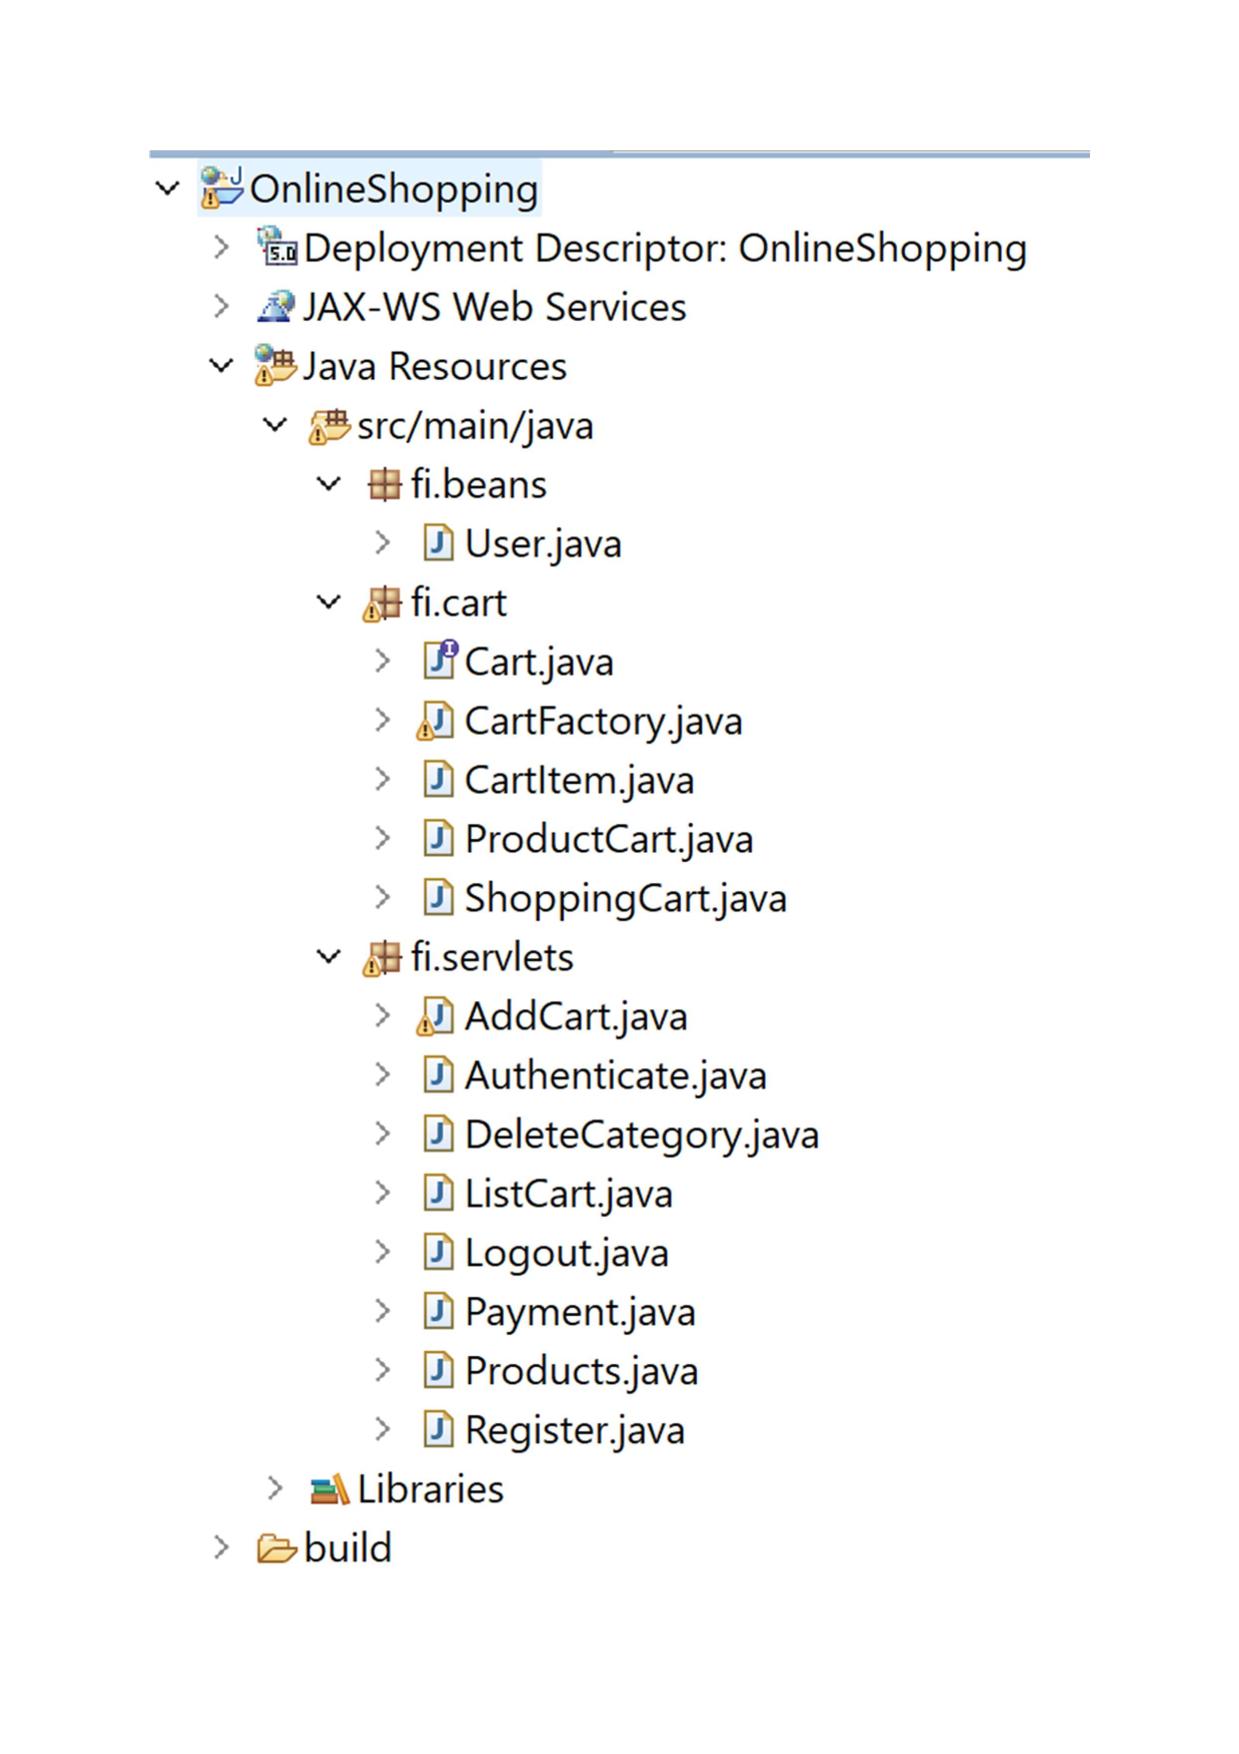 OnlineShopping
5.0 Deployment Descriptor: OnlineShopping
JAX-WS Web Services
Java Resources
src/main/java
fi.beans
User.java
fi.cart
Cart.java
CartFactory.java
CartItem.java
ProductCart.java
ShoppingCart.java
fi.servlets
AddCart.java
Authenticate.java
DeleteCategory.java
ListCart.java
Logout.java
Payment.java
Products.java
Register.java
Libraries
build